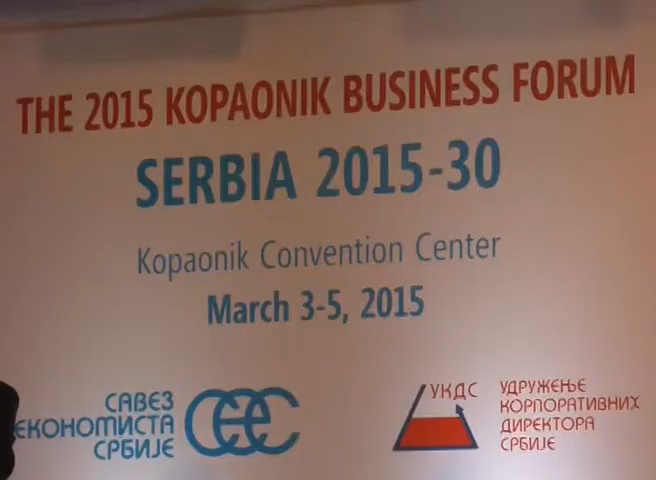 THE 2015 KOPAONIK BUSINESS FORUM
SERBIA 2015-30
Kopaonik Convention Center
March 3-5, 2015
САВЕЗ
ЕКОНОМИСТА
СРБИЈЕ
УКДС
УДРУЖЕЊЕ
КОРПОРАТИВНИХ
ДИРЕКТОРА
СРБИЈЕ